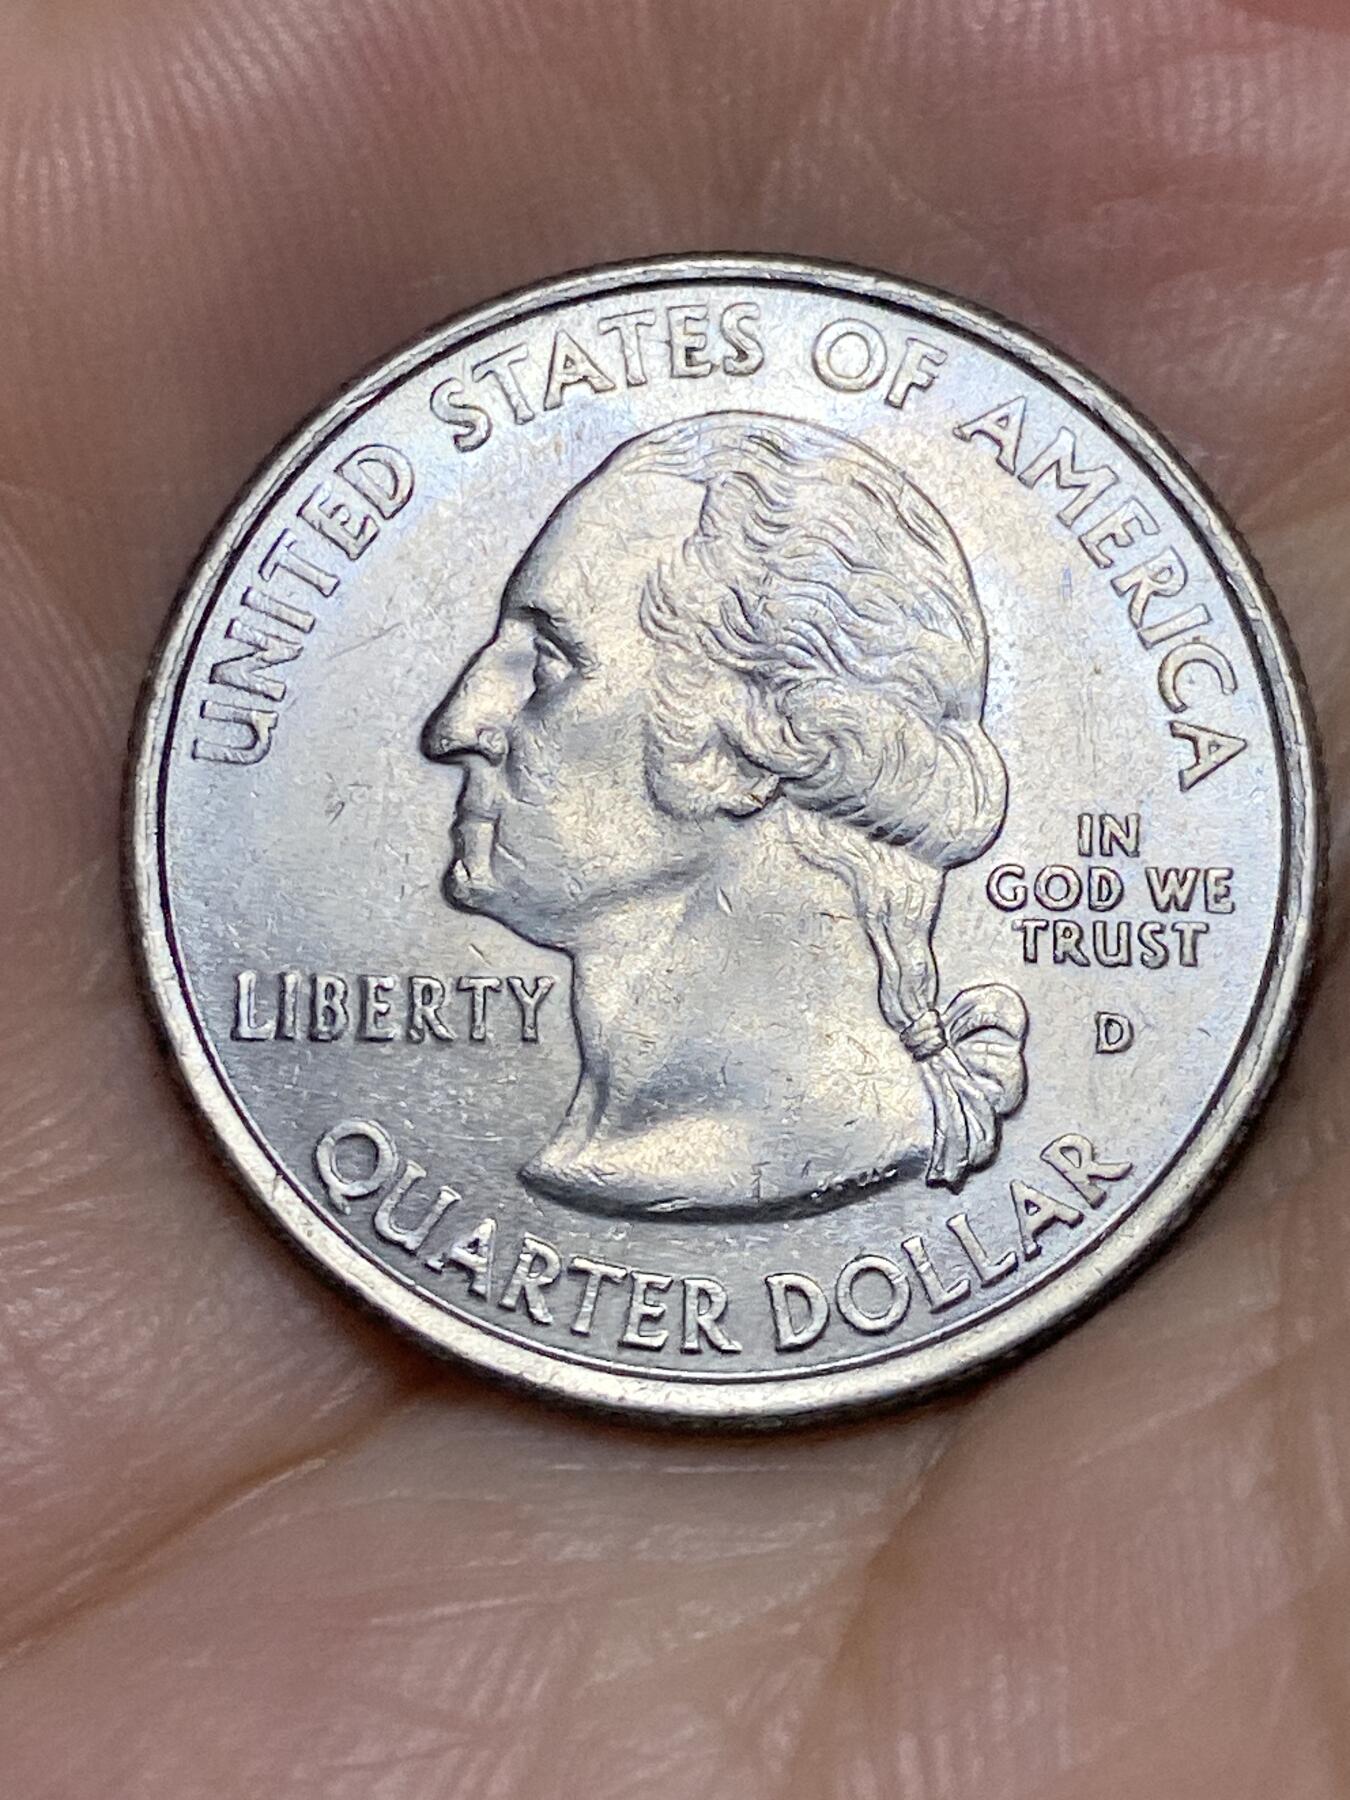 UNITED STATES OF AMERICA
LIBERTY
IN
GOD WE
TRUST
D
QUARTER DOLLAR